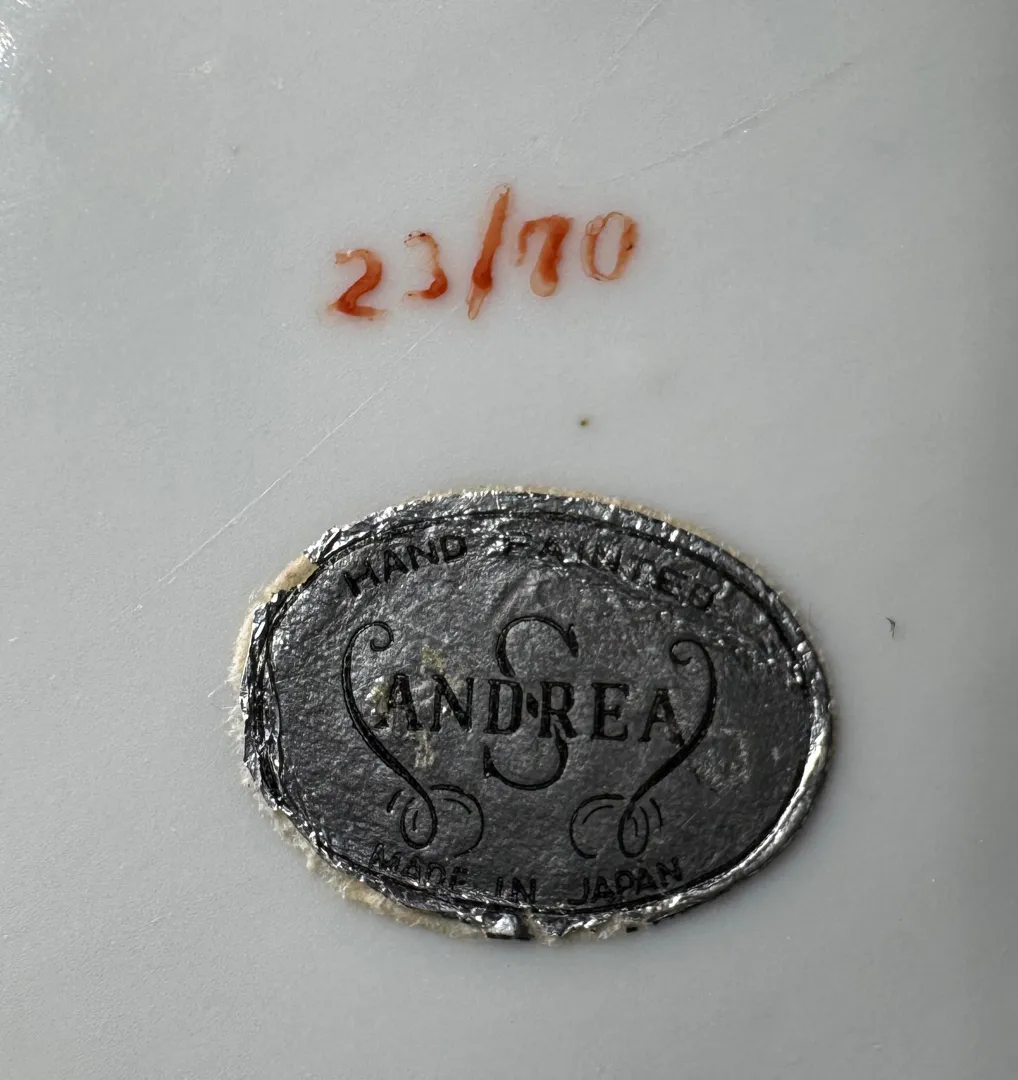 23/70
HAND PAINTED
S
ANDREA
MADE IN JAPAN